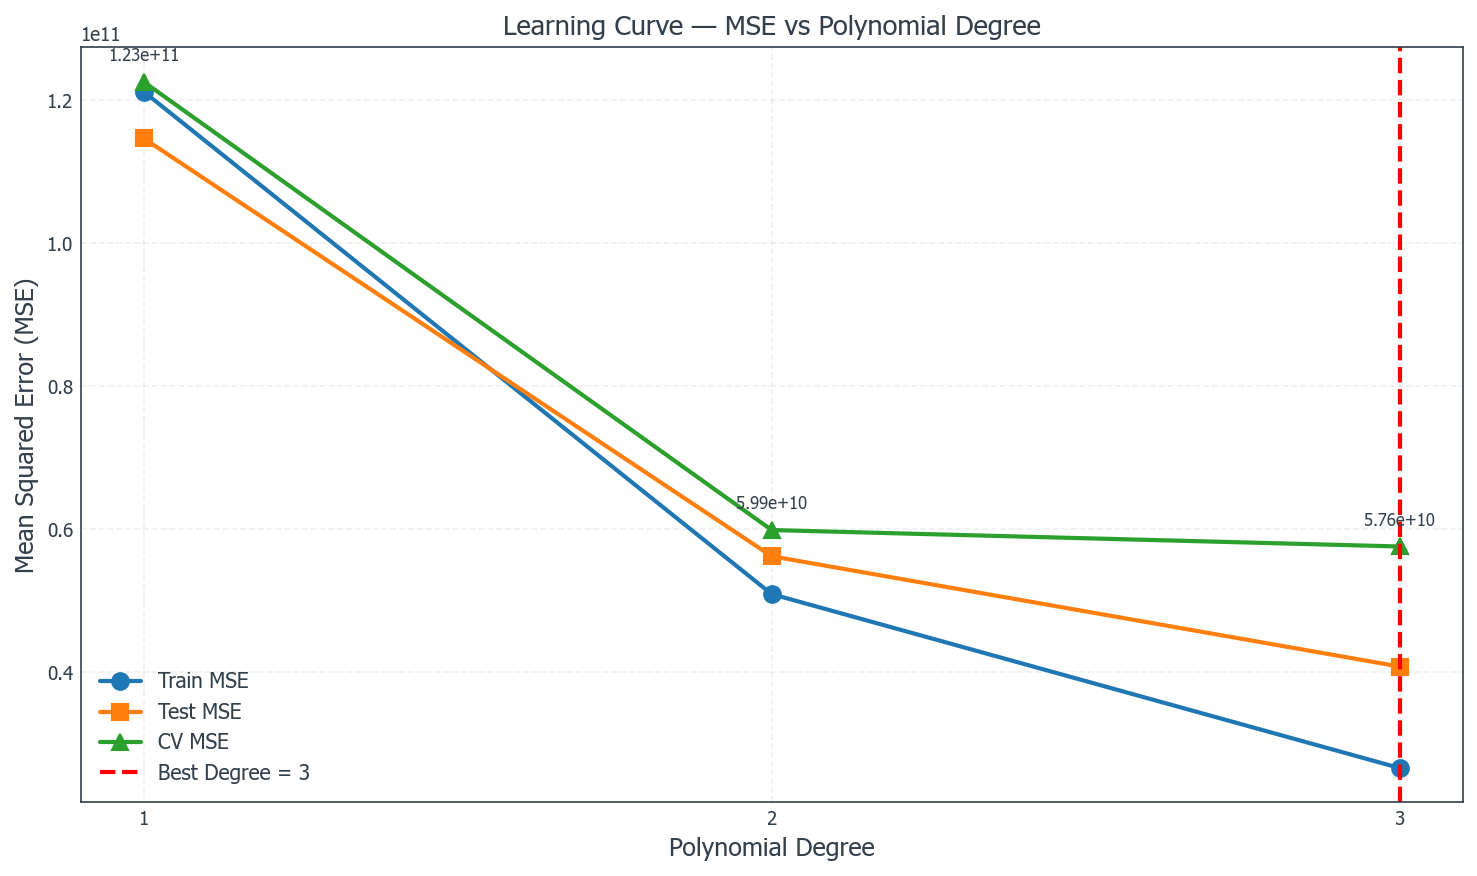 Learning Curve — MSE vs Polynomial Degree
1e11
1.23e+11
1.2
1.0
0.8
0.6
0.4
5.99e+10
5.76e+10
Mean Squared Error (MSE)
Train MSE
Test MSE
CV MSE
Best Degree = 3
1
2
3
Polynomial Degree